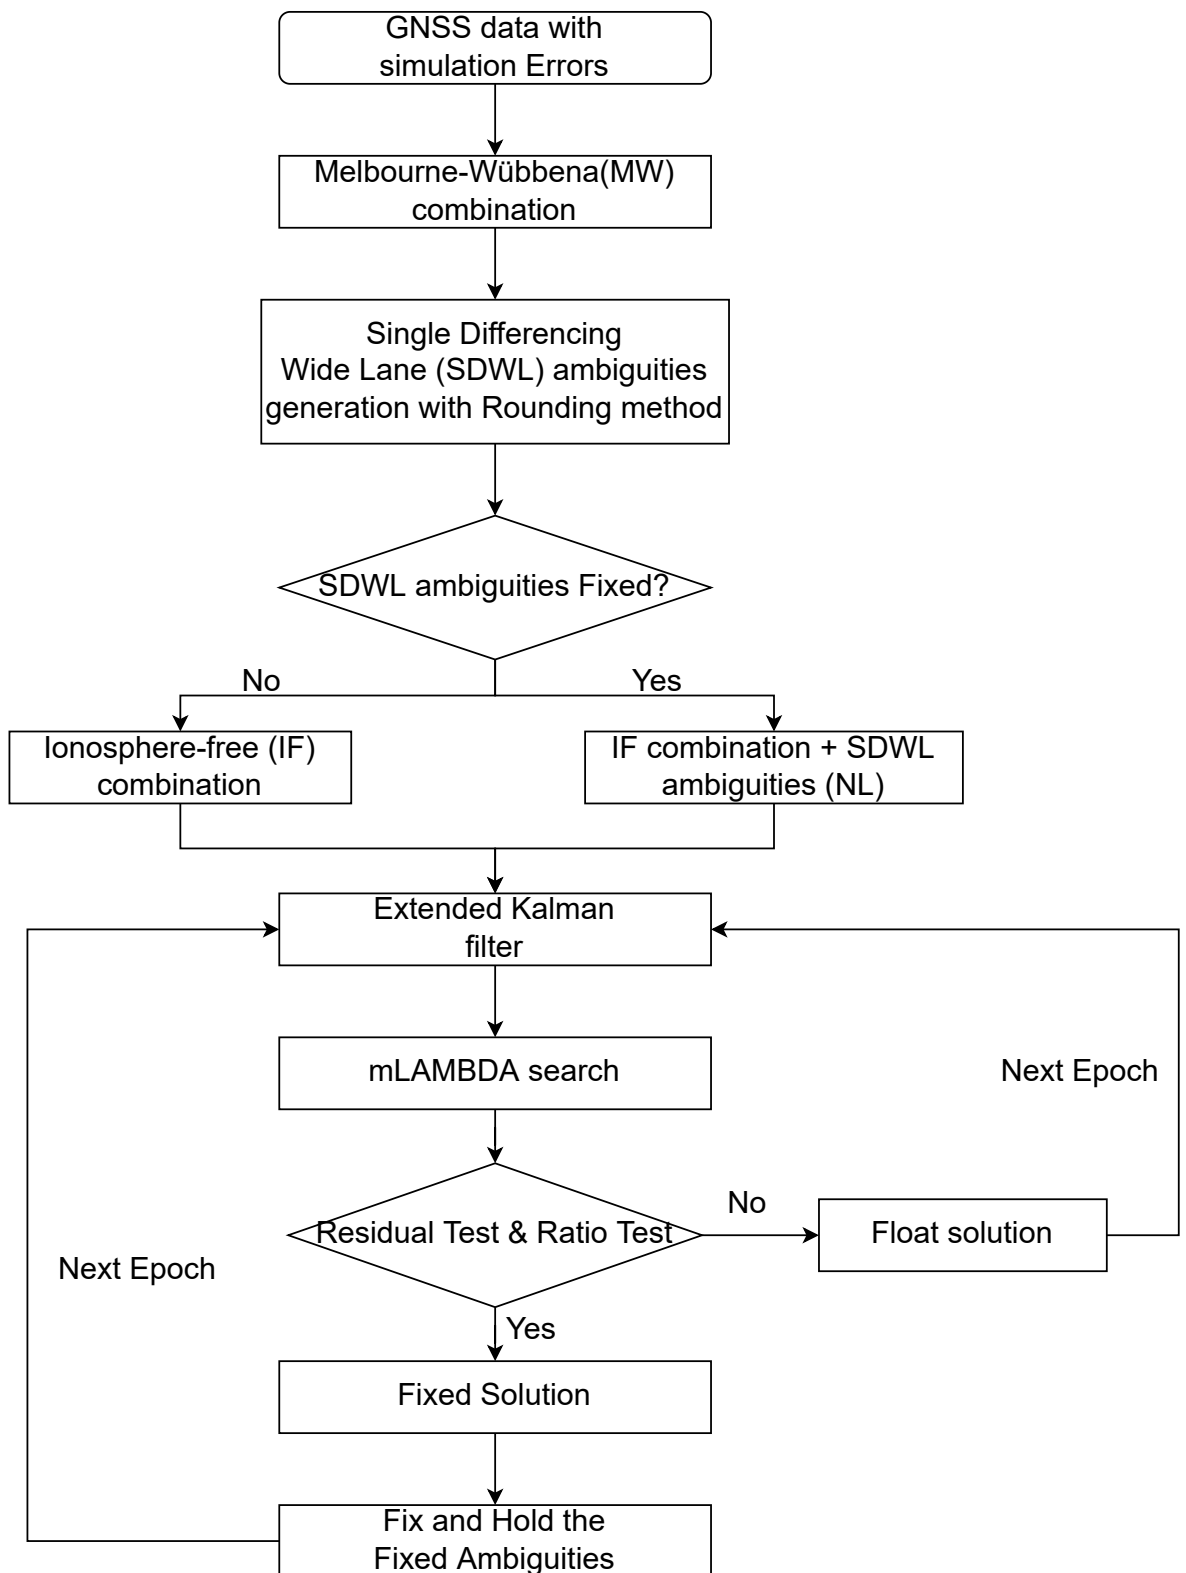 GNSS data with
simulation Errors
Melbourne-Wübbena(MW)
combination
Single Differencing
Wide Lane (SDWL) ambiguities
generation with Rounding method
SDWL ambiguities Fixed?
No
Yes
Ionosphere-free (IF)
combination
IF combination + SDWL
ambiguities (NL)
Extended Kalman
filter
mLAMBDA search
Next Epoch
Residual Test & Ratio Test
No
Float solution
Next Epoch
Yes
Fixed Solution
Fix and Hold the
Fixed Ambiguities